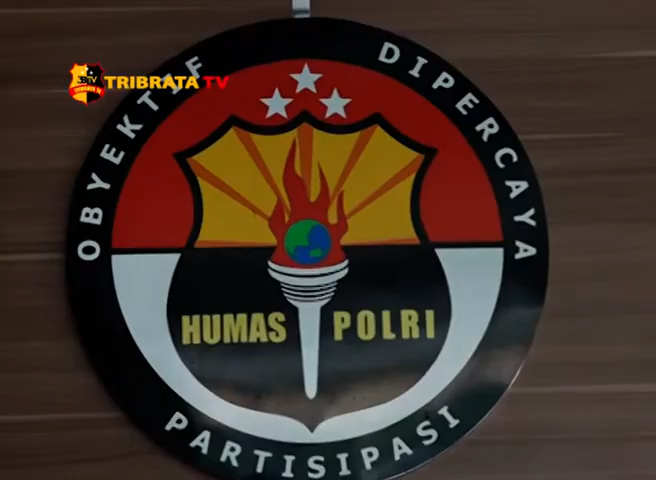 TRIBRATA TV
OBYEKTIF
DIPERCAYA
HUMAS POLRI
PARTISIPASI